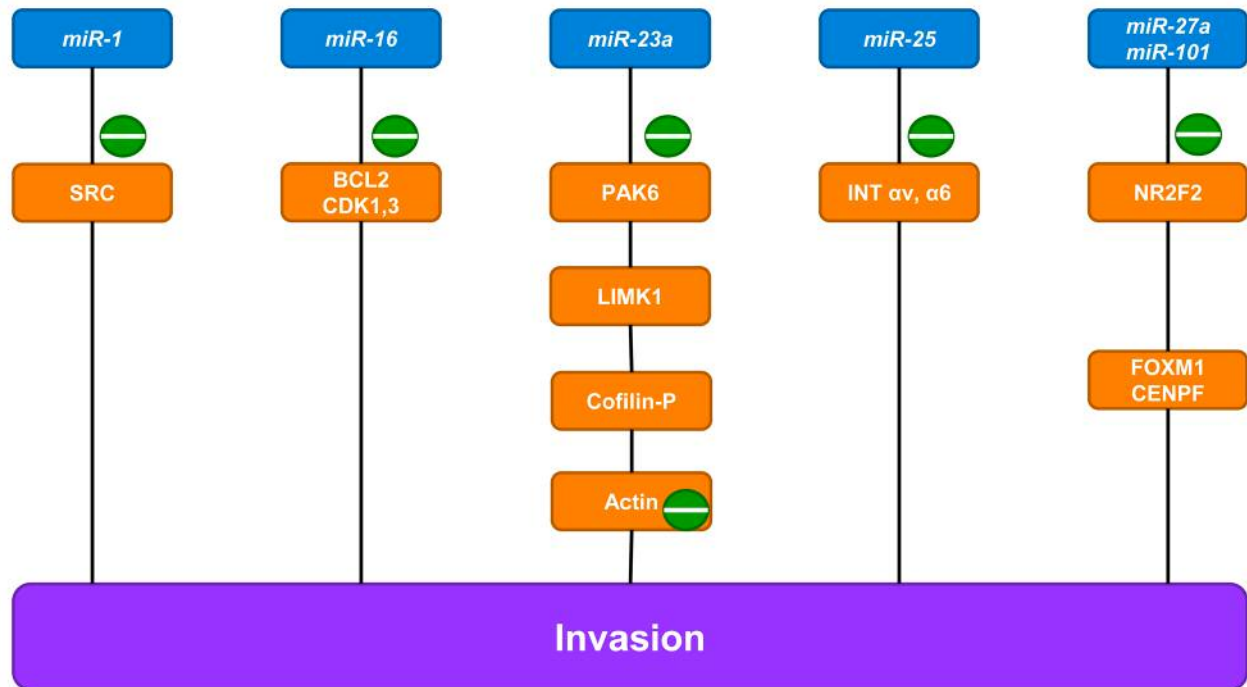 miR-1
miR-16
miR-23a
miR-25
miR-27a
miR-101
SRC
BCL2
CDK1,3
PAK6
INT αv, α6
NR2F2
LIMK1
FOXM1
CENPF
Cofilin-P
Actin
Invasion